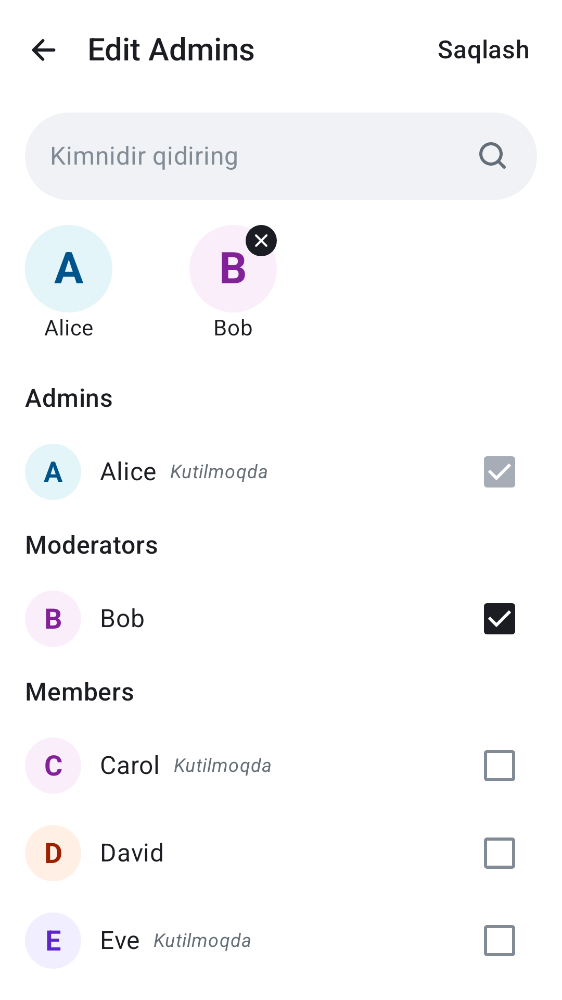 Edit Admins Saqlash
Kimnidir qidiring
A B
Alice Bob
Admins
A Alice Kutilmoqda
Moderators
B Bob
Members
C Carol Kutilmoqda
D David
E Eve Kutilmoqda